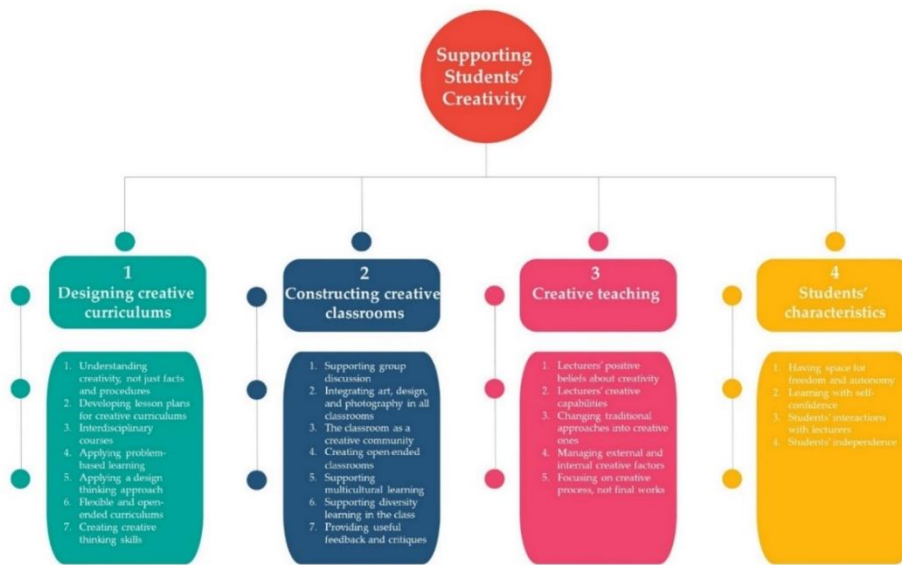 Supporting
Students'
Creativity
1
Designing creative
curriculums
1. Understanding
creativity, not just facts
and procedures
2. Developing lesson plans
for creative curriculums
3. Interdisciplinary
courses
4. Applying problem-
based learning
5. Applying a design
thinking approach
6. Flexible and open-
ended curriculums
7. Creating creative
thinking skills
2
Constructing creative
classrooms
1. Supporting group
discussion
2. Integrating art, design,
and photography in all
classrooms
3. The classroom as a
creative community
4. Creating open-ended
classrooms
5. Supporting
multicultural learning
6. Supporting diversity
learning in the class
7. Providing useful
feedback and critiques
3
Creative teaching
1. Lecturers' positive
beliefs about creativity
2. Lecturers' creative
capabilities
3. Changing traditional
approaches into creative
ones
4. Managing external and
internal creative factors
5. Focusing on creative
process, not final works
4
Students'
characteristics
1. Having space for
freedom and autonomy
2. Learning with self-
confidence
3. Students' interactions
with lecturers
4. Students' independence